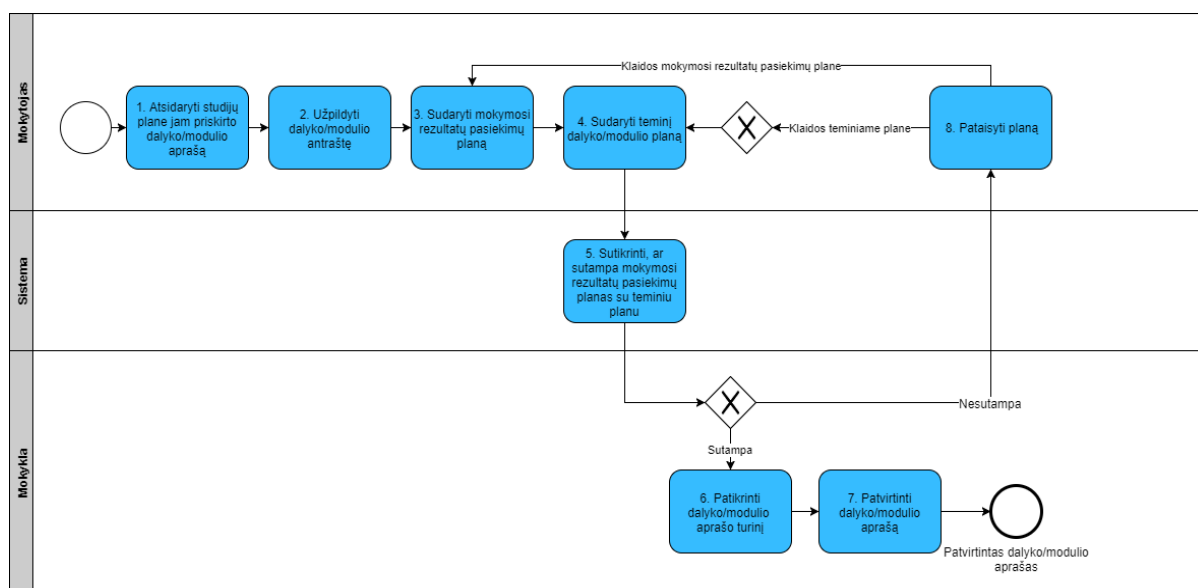 Mokytojas
1. Atsidaryti studijų
plane jam priskirto
dalyko/modulio
aprašą
2. Užpildyti
dalyko/modulio
antraštę
3. Sudaryti mokymosi
rezultatų pasiekimų
planą
4. Sudaryti teminį
dalyko/modulio planą
Klaidos mokymosi rezultatų pasiekimų plane
Klaidos teminiame plane
8. Pataisyti planą
Sistema
5. Sutikrinti, ar
sutampa mokymosi
rezultatų pasiekimų
planas su teminiu
planu
Mokykla
Nesutampa
Sutampa
6. Patikrinti
dalyko/modulio
aprašo turinį
7. Patvirtinti
dalyko/modulio
aprašą
Patvirtintas dalyko/modulio
aprašas